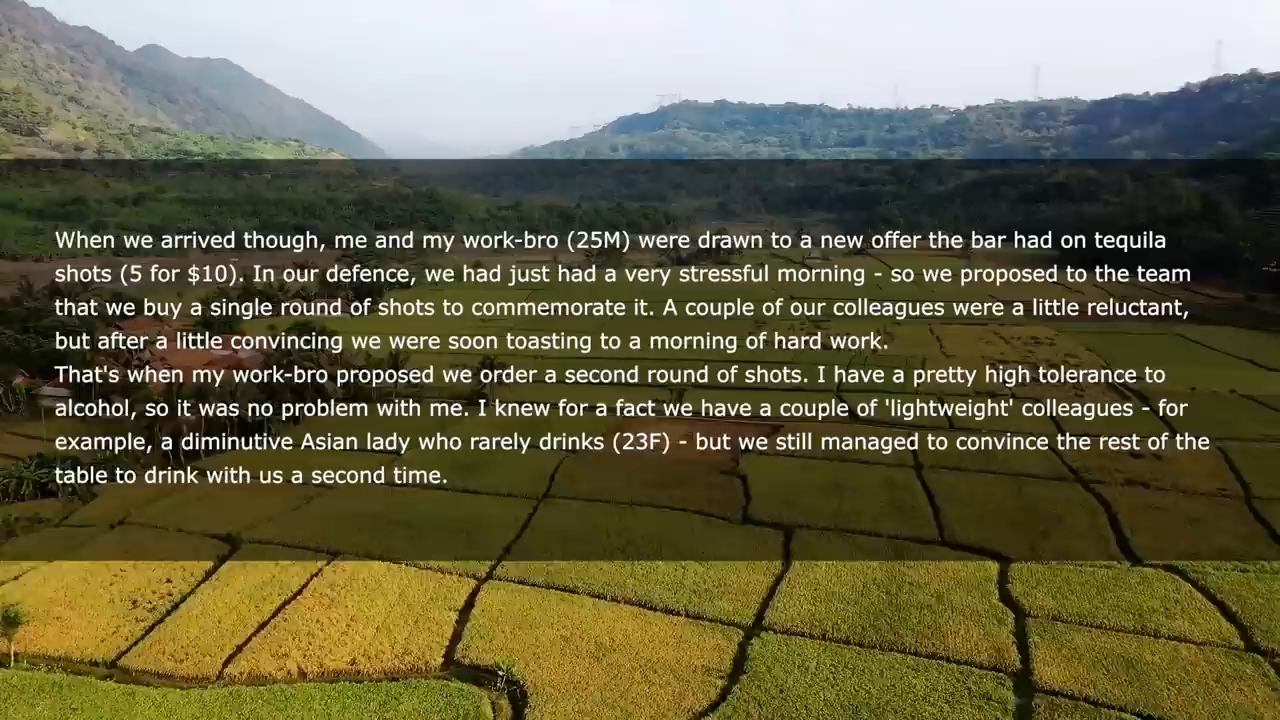 When we arrived though, me and my work-bro (25M) were drawn to a new offer the bar had on tequila
shots (5 for $10). In our defence, we had just had a very stressful morning - so we proposed to the team
that we buy a single round of shots to commemorate it. A couple of our colleagues were a little reluctant,
but after a little convincing we were soon toasting to a morning of hard work.
That's when my work-bro proposed we order a second round of shots. I have a pretty high tolerance to
alcohol, so it was no problem with me. I knew for a fact we have a couple of 'lightweight' colleagues - for
example, a diminutive Asian lady who rarely drinks (23F) - but we still managed to convince the rest of the
table to drink with us a second time.